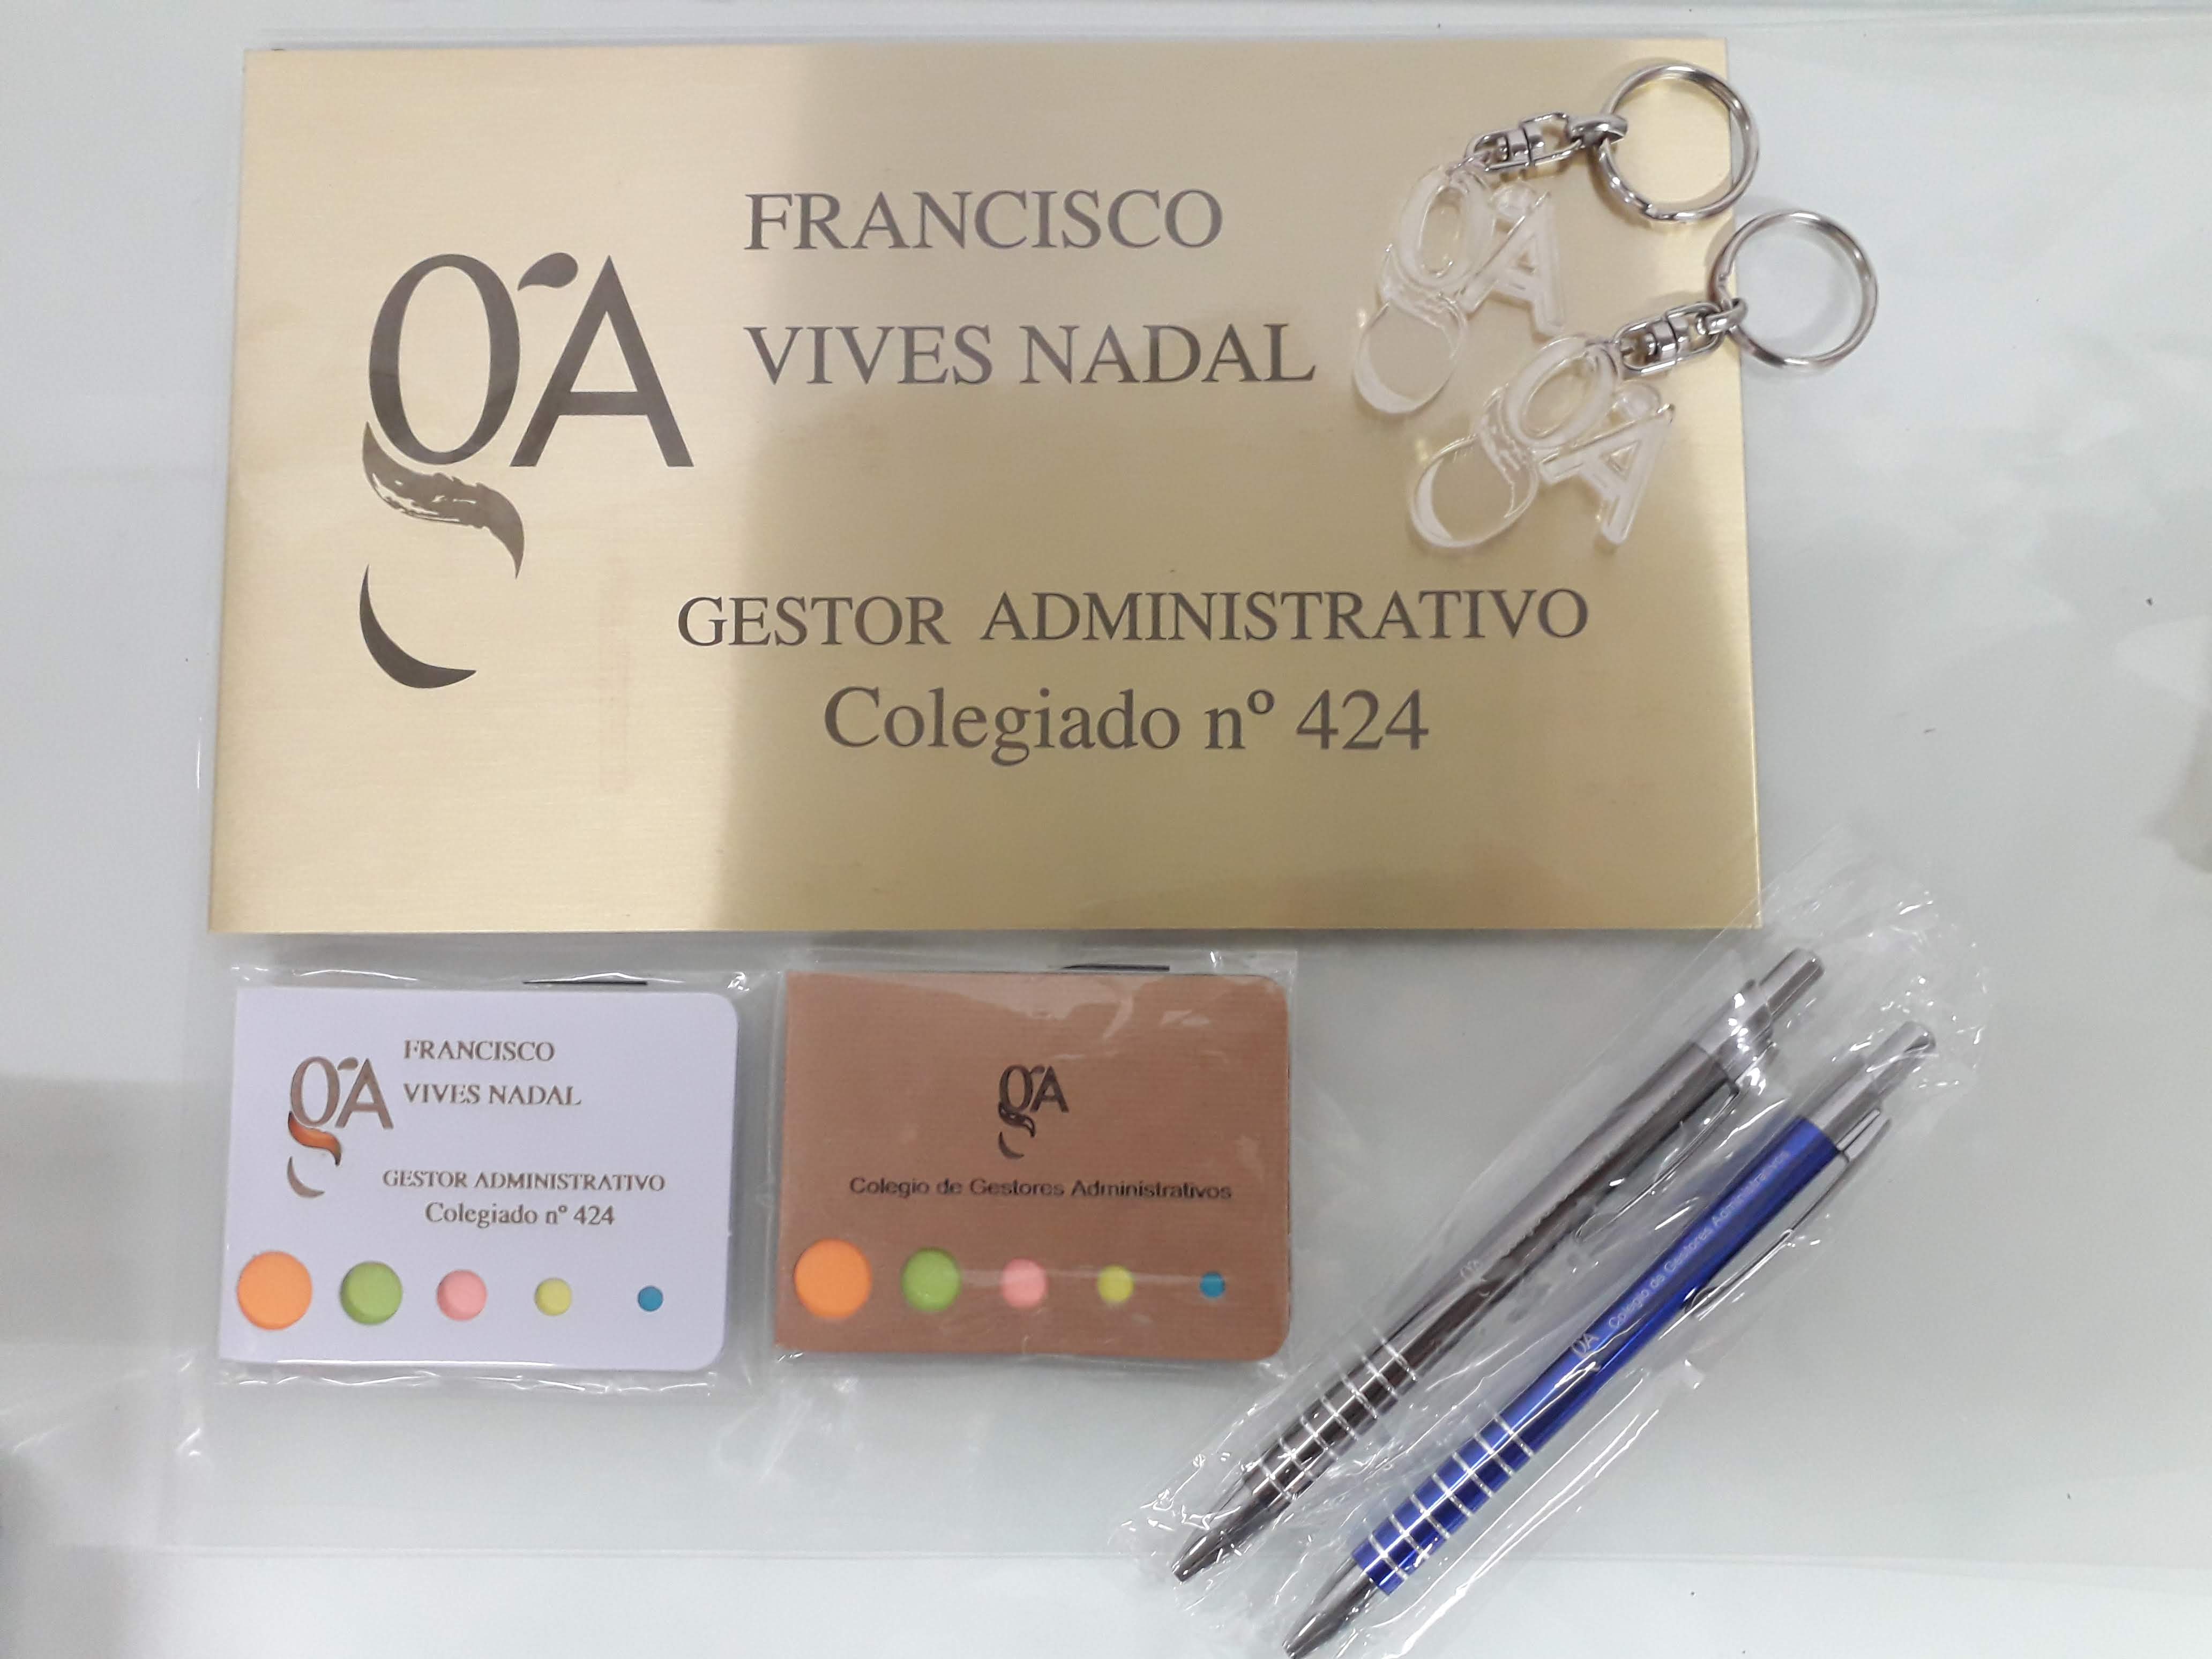 gA
FRANCISCO
VIVES NADAL
GESTOR ADMINISTRATIVO
Colegiado nº 424
gA
gA
gA
FRANCISCO
VIVES NADAL
GESTOR ADMINISTRATIVO
Colegiado nº 424
gA
Colegio de Gestores Administrativos
gA Colegio de Gestores Administrativos